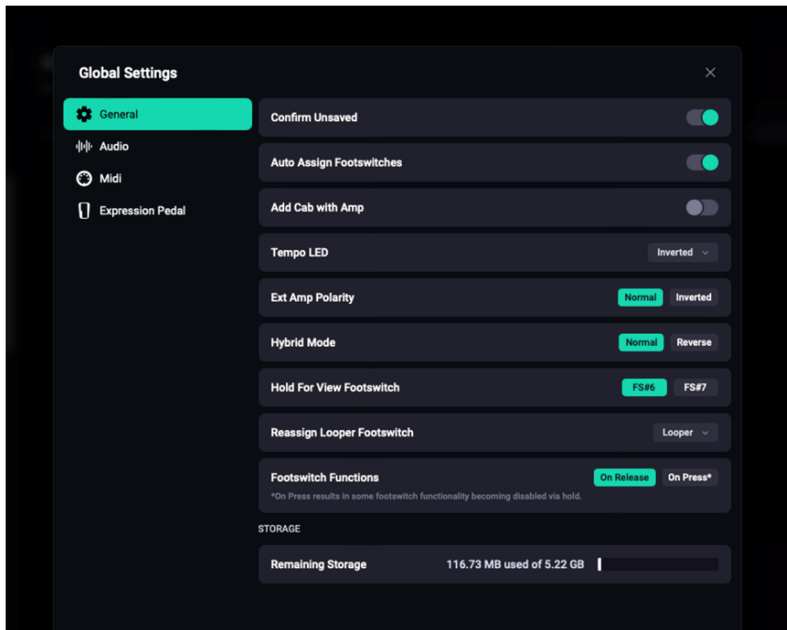 Global Settings
General
Audio
Midi
Expression Pedal
Confirm Unsaved
Auto Assign Footswitches
Add Cab with Amp
Tempo LED Inverted
Ext Amp Polarity Normal Inverted
Hybrid Mode Normal Reverse
Hold For View Footswitch FS#6 FS#7
Reassign Looper Footswitch Looper
Footswitch Functions On Release On Press*
*On Press results in some footswitch functionality becoming disabled via hold.
STORAGE
Remaining Storage 116.73 MB used of 5.22 GB